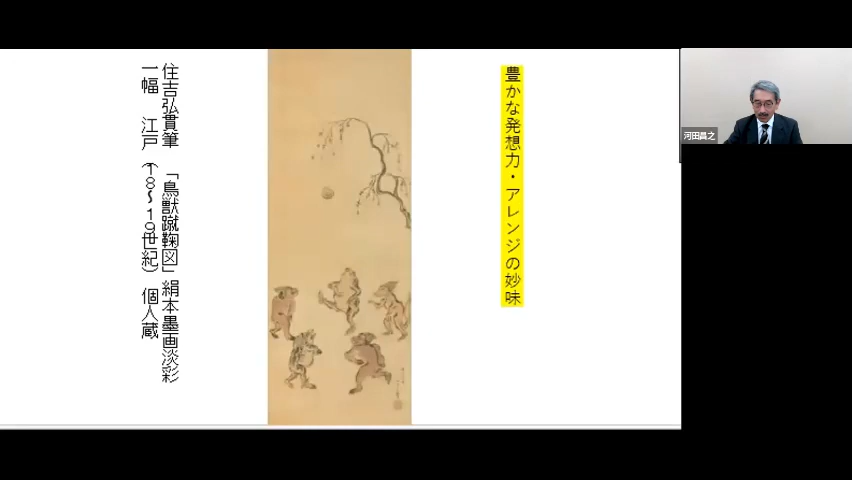 豊かな発想力・アレンジの妙味
住吉弘貫筆 「鳥獣蹴鞠図」絹本墨画淡彩
一幅 江戸(18〜19世紀) 個人蔵
河田昌之